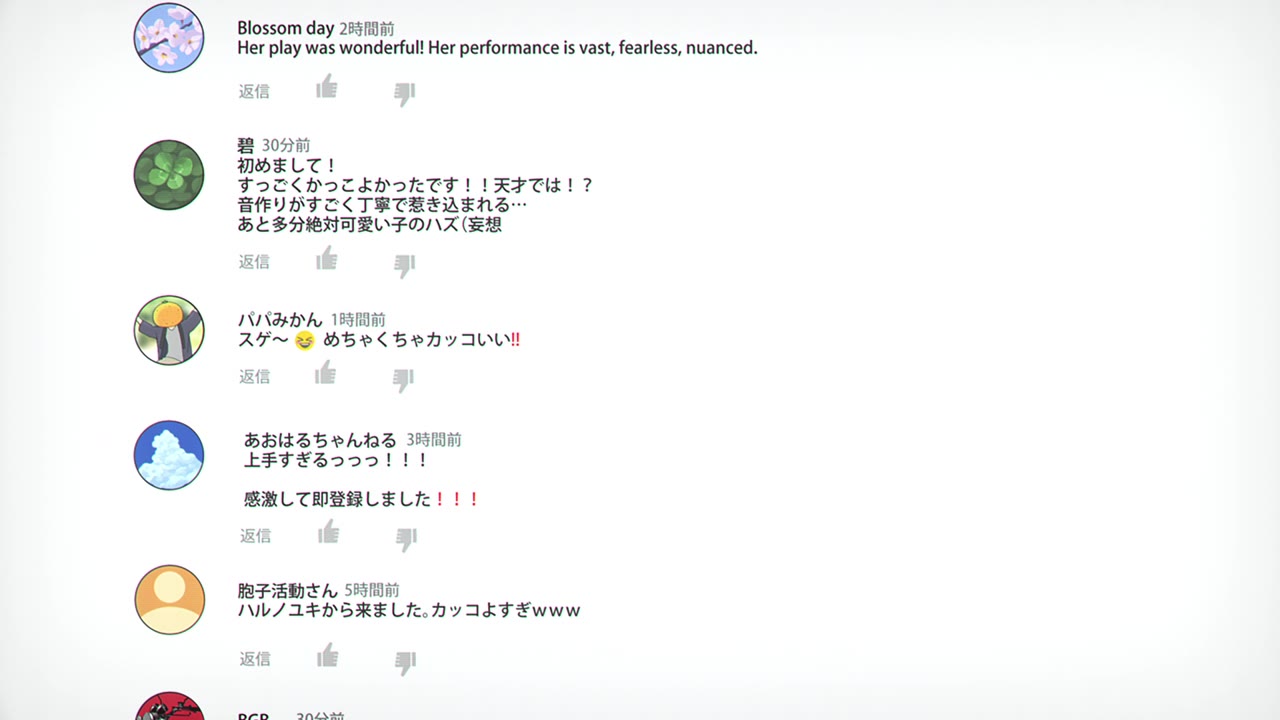 Blossom day 2時間前
Her play was wonderful! Her performance is vast, fearless, nuanced.
返信
碧 30分前
初めまして！
すっごくかっこよかったです！！天才では！？
音作りがすごく丁寧で惹き込まれる…
あと多分絶対可愛い子のハズ（妄想
返信
パパみかん 1時間前
スゲ～😆 めちゃくちゃカッコいい!!
返信
あおはるちゃんねる 3時間前
上手すぎるっっっ！！！
感激して即登録しました！！！
返信
胞子活動さん 5時間前
ハルノユキから来ました。カッコよすぎｗｗｗ
返信
30分前